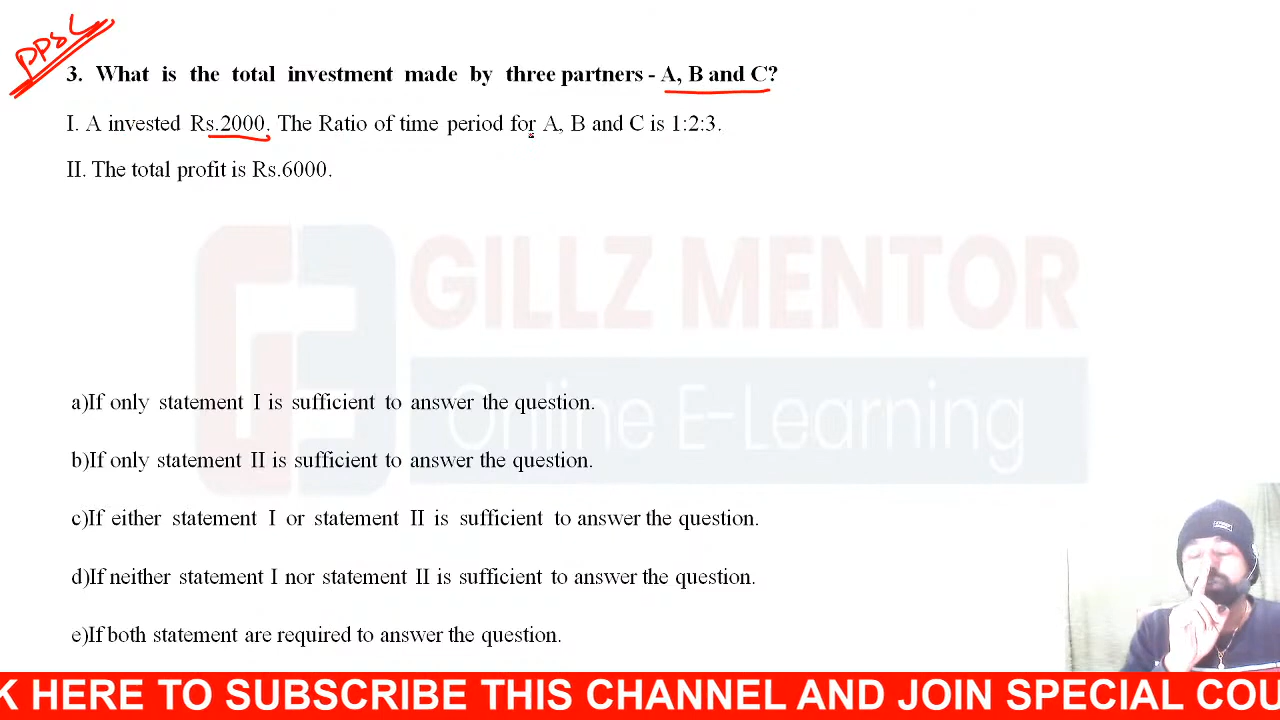 PPSC
3. What is the total investment made by three partners - A, B and C?
I. A invested Rs.2000. The Ratio of time period for A, B and C is 1:2:3.
II. The total profit is Rs.6000.
GILLZ MENTOR
Online E-Learning
a)If only statement I is sufficient to answer the question.
b)If only statement II is sufficient to answer the question.
c)If either statement I or statement II is sufficient to answer the question.
d)If neither statement I nor statement II is sufficient to answer the question.
e)If both statement are required to answer the question.
K HERE TO SUBSCRIBE THIS CHANNEL AND JOIN SPECIAL COU